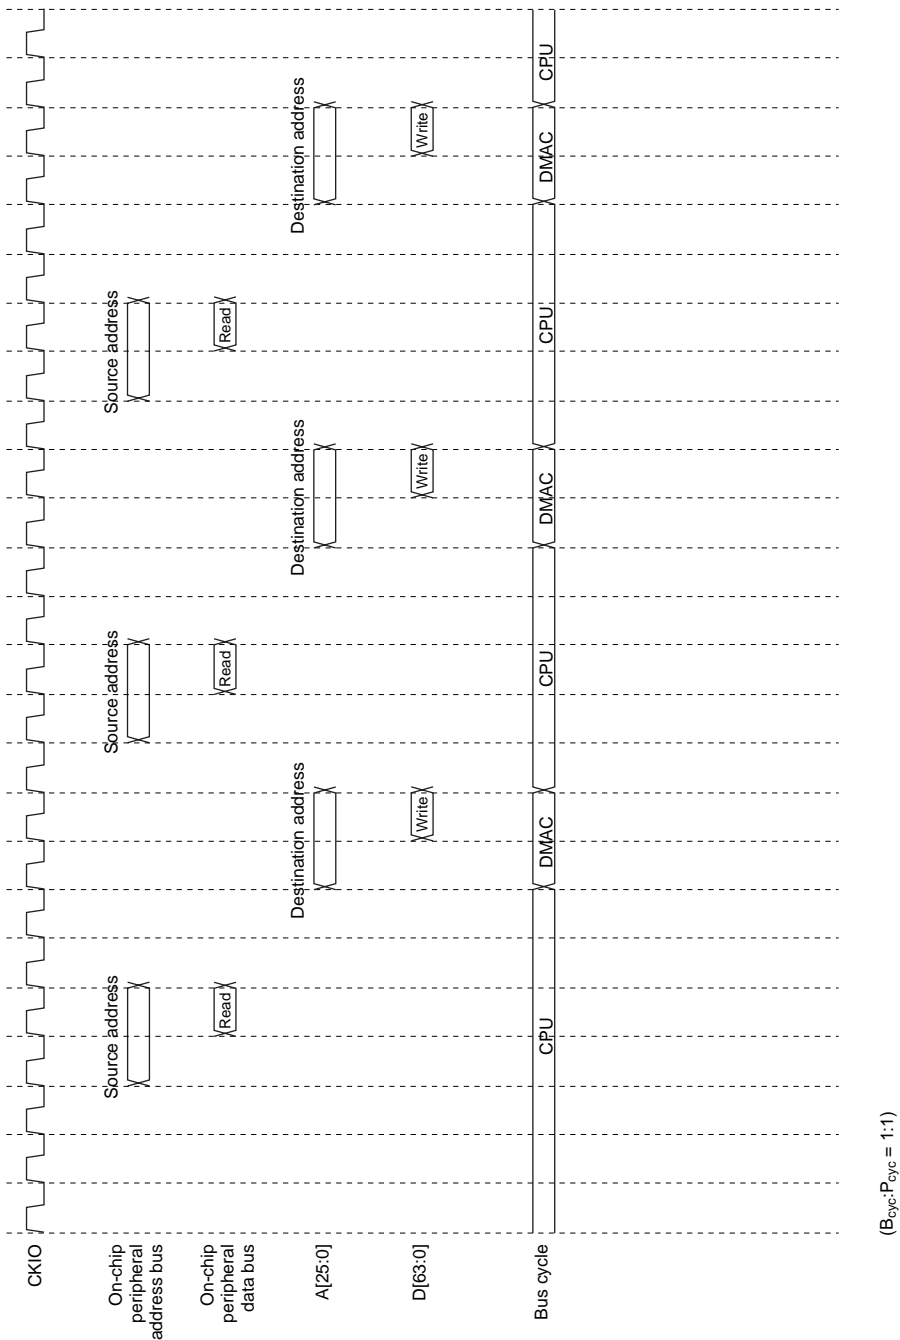 CKIO
On-chip
peripheral
address bus
Source address
Source address
Source address
On-chip
peripheral
data bus
Read
Read
Read
A[25:0]
Destination address
Destination address
Destination address
D[63:0]
Write
Write
Write
Bus cycle
CPU
DMAC
CPU
DMAC
CPU
DMAC
CPU
(Bcyc:Pcyc = 1:1)